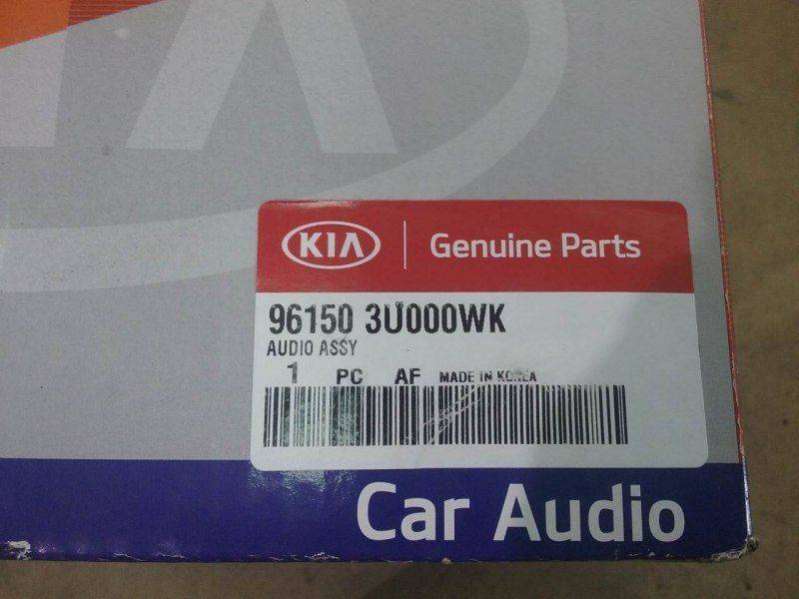 KIA Genuine Parts
96150 3U000WK
AUDIO ASSY
1 PC AF MADE IN KOREA
Car Audio